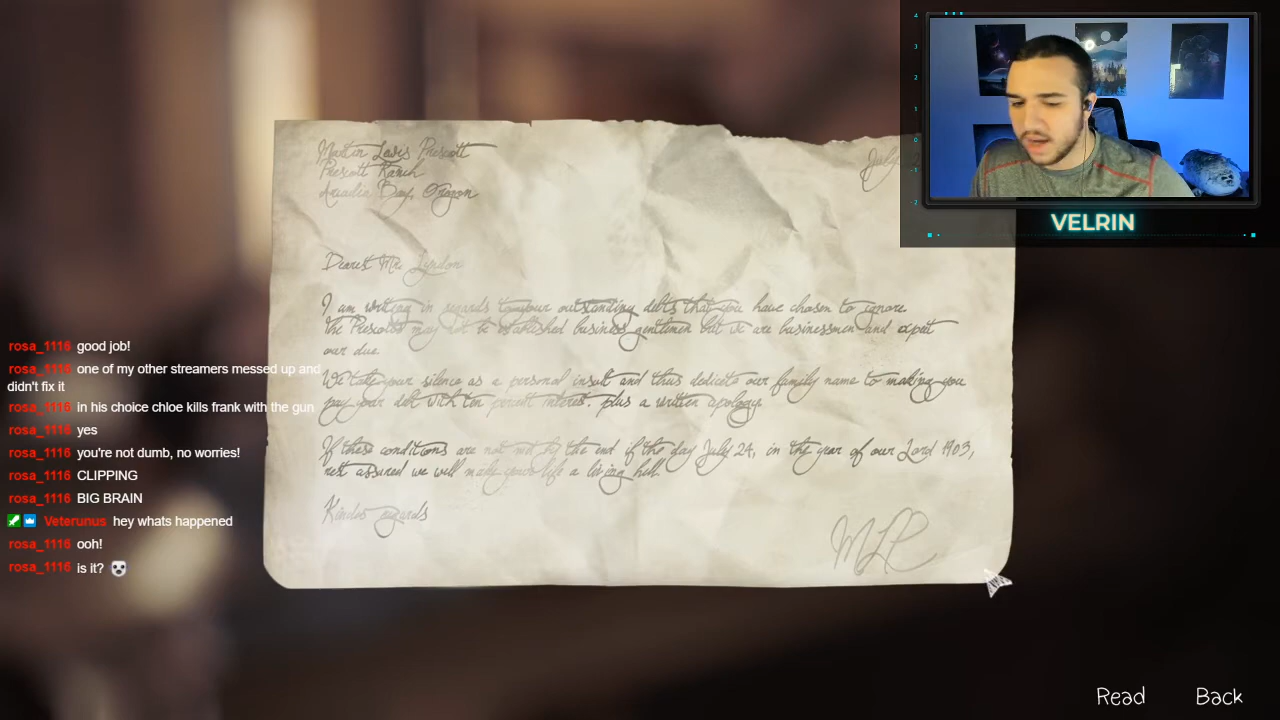 Martin Lewis Prescott
Prescott Ranch
Arcadia Bay, Oregon
July
Dearest Mr. Lyndon
I am writing in regards to your outstanding debts that you have chosen to ignore.
The Prescotts may not be established business gentlemen but we are businessmen and expect
our due.
We take your silence as a personal insult and thus dedicate our family name to making you
pay your debt with ten percent interest, plus a written apology.
If these conditions are not met by the end if the day July 24, in the year of our Lord 1903,
rest assured we will make your life a living hell.
Kindest regards
MLP
VELRIN
rosa_1116 good job!
rosa_1116 one of my other streamers messed up and
didn't fix it
rosa_1116 in his choice chloe kills frank with the gun
rosa_1116 yes
rosa_1116 you're not dumb, no worries!
rosa_1116 CLIPPING
rosa_1116 BIG BRAIN
Veterunus hey whats happened
rosa_1116 ooh!
rosa_1116 is it?
Read
Back